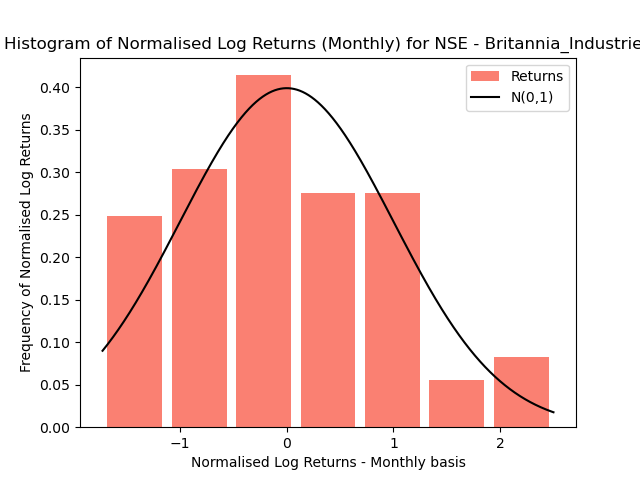 Histogram of Normalised Log Returns (Monthly) for NSE - Britannia_Industrie
Returns
N(0,1)
Frequency of Normalised Log Returns
0.40
0.35
0.30
0.25
0.20
0.15
0.10
0.05
0.00
−1
0
1
2
Normalised Log Returns - Monthly basis